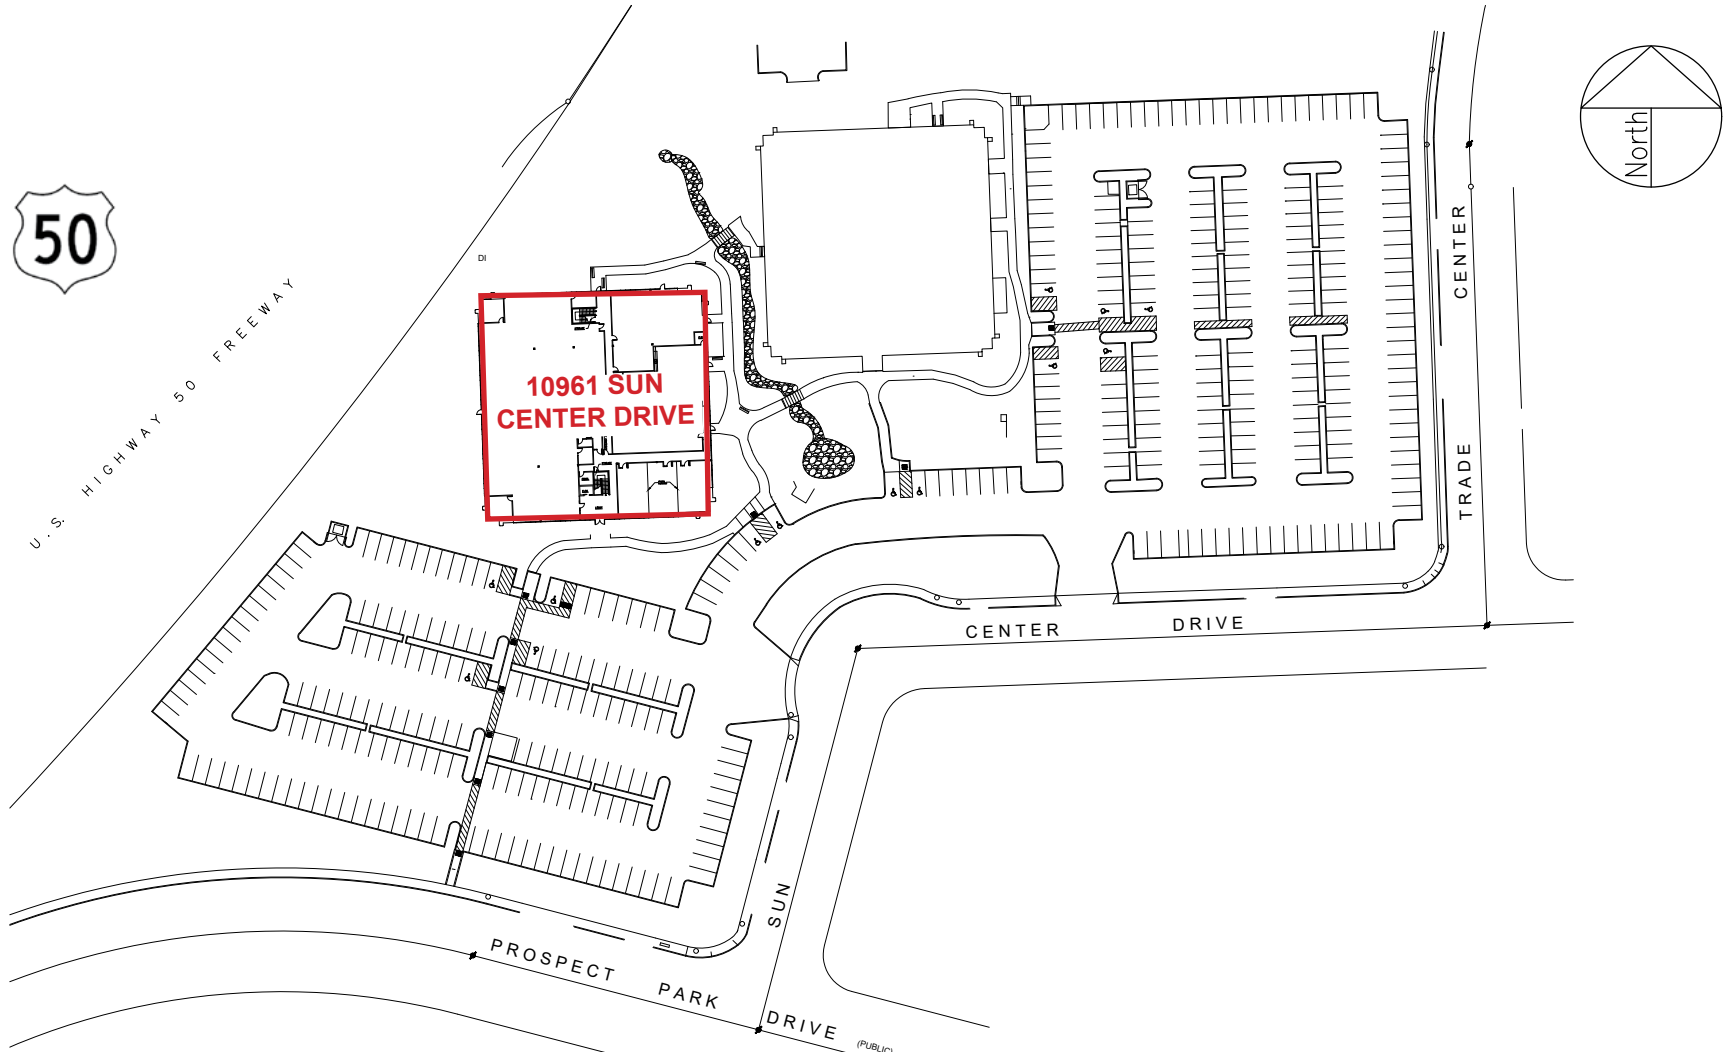 North
50
CENTER
TRADE
DI
U.S. HIGHWAY 50 FREEWAY
10961 SUN
CENTER DRIVE
CENTER DRIVE
SUN
PROSPECT PARK DRIVE (PUBLIC)